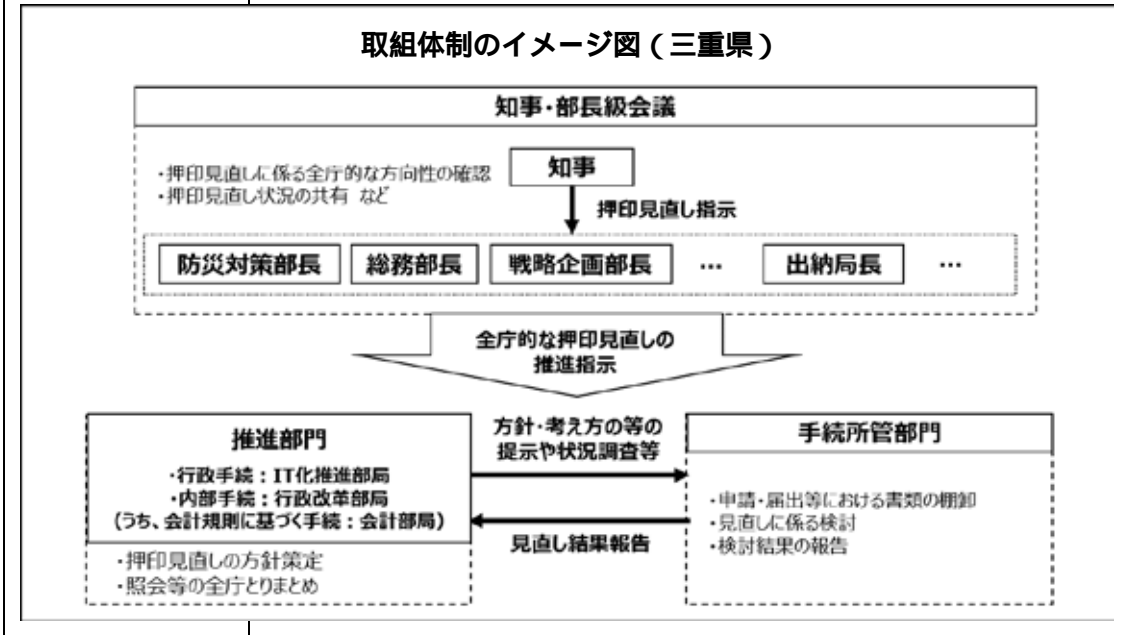 取組体制のイメージ図(三重県)
知事・部長級会議
・押印見直しに係る全庁的な方向性の確認
・押印見直し状況の共有 など
知事
押印見直し指示
防災対策部長 総務部長 戦略企画部長 … 出納局長 …
全庁的な押印見直しの
推進指示
推進部門
・行政手続:IT化推進部局
・内部手続:行政改革部局
(うち、会計規則に基づく手続:会計部局)
・押印見直しの方針策定
・照会等の全庁とりまとめ
方針・考え方の等の
提示や状況調査等
見直し結果報告
手続所管部門
・申請・届出等における書類の棚卸
・見直しに係る検討
・検討結果の報告